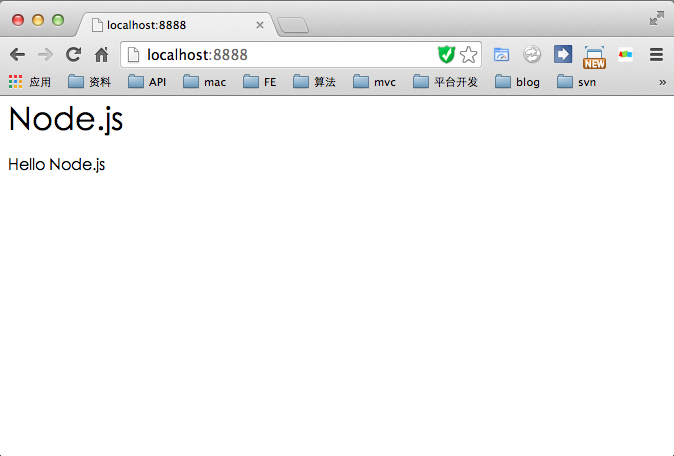 localhost:8888
localhost:8888
NEW
应用 资料 API mac FE 算法 mvc 平台开发 blog svn »
Node.js
Hello Node.js